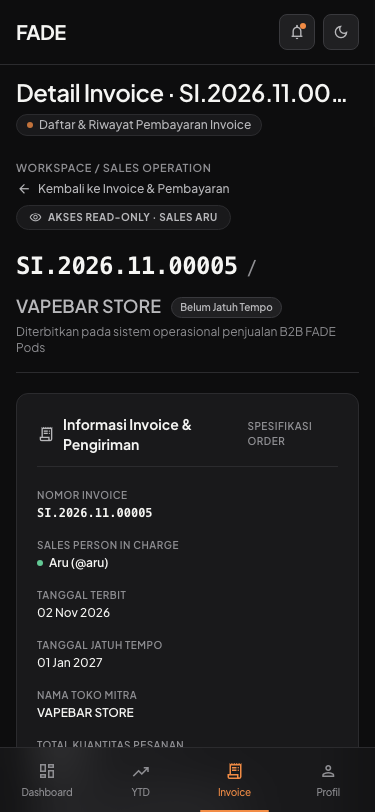 FADE
Detail Invoice · SI.2026.11.00...
Daftar & Riwayat Pembayaran Invoice
WORKSPACE / SALES OPERATION
Kembali ke Invoice & Pembayaran
AKSES READ-ONLY · SALES ARU
SI.2026.11.00005 /
VAPEBAR STORE Belum Jatuh Tempo
Diterbitkan pada sistem operasional penjualan B2B FADE
Pods
Informasi Invoice &
Pengiriman
SPESIFIKASI
ORDER
NOMOR INVOICE
SI.2026.11.00005
SALES PERSON IN CHARGE
Aru (@aru)
TANGGAL TERBIT
02 Nov 2026
TANGGAL JATUH TEMPO
01 Jan 2027
NAMA TOKO MITRA
VAPEBAR STORE
TOTAL KUANTITAS PESANAN
Dashboard YTD Invoice Profil